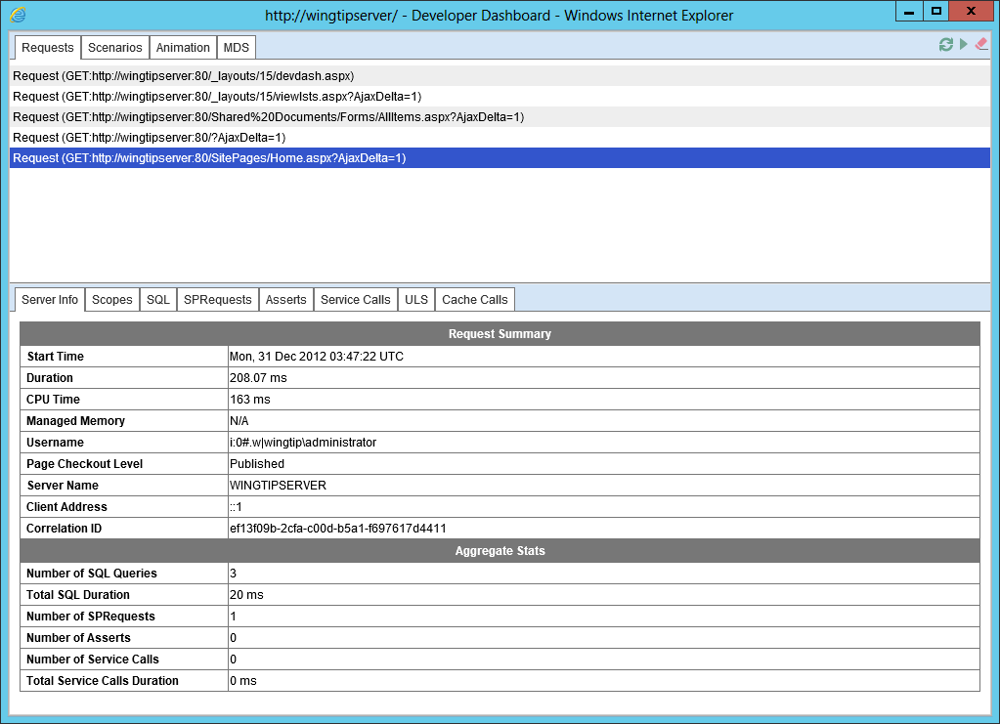 http://wingtipserver/ - Developer Dashboard - Windows Internet Explorer
Requests Scenarios Animation MDS
Request (GET:http://wingtipserver:80/_layouts/15/devdash.aspx)
Request (GET:http://wingtipserver:80/_layouts/15/viewlsts.aspx?AjaxDelta=1)
Request (GET:http://wingtipserver:80/Shared%20Documents/Forms/AllItems.aspx?AjaxDelta=1)
Request (GET:http://wingtipserver:80/?AjaxDelta=1)
Request (GET:http://wingtipserver:80/SitePages/Home.aspx?AjaxDelta=1)
Server Info Scopes SQL SPRequests Asserts Service Calls ULS Cache Calls
Request Summary
Start Time Mon, 31 Dec 2012 03:47:22 UTC
Duration 208.07 ms
CPU Time 163 ms
Managed Memory N/A
Username i:0#.w|wingtip\administrator
Page Checkout Level Published
Server Name WINGTIPSERVER
Client Address ::1
Correlation ID ef13f09b-2cfa-c00d-b5a1-f697617d4411
Aggregate Stats
Number of SQL Queries 3
Total SQL Duration 20 ms
Number of SPRequests 1
Number of Asserts 0
Number of Service Calls 0
Total Service Calls Duration 0 ms